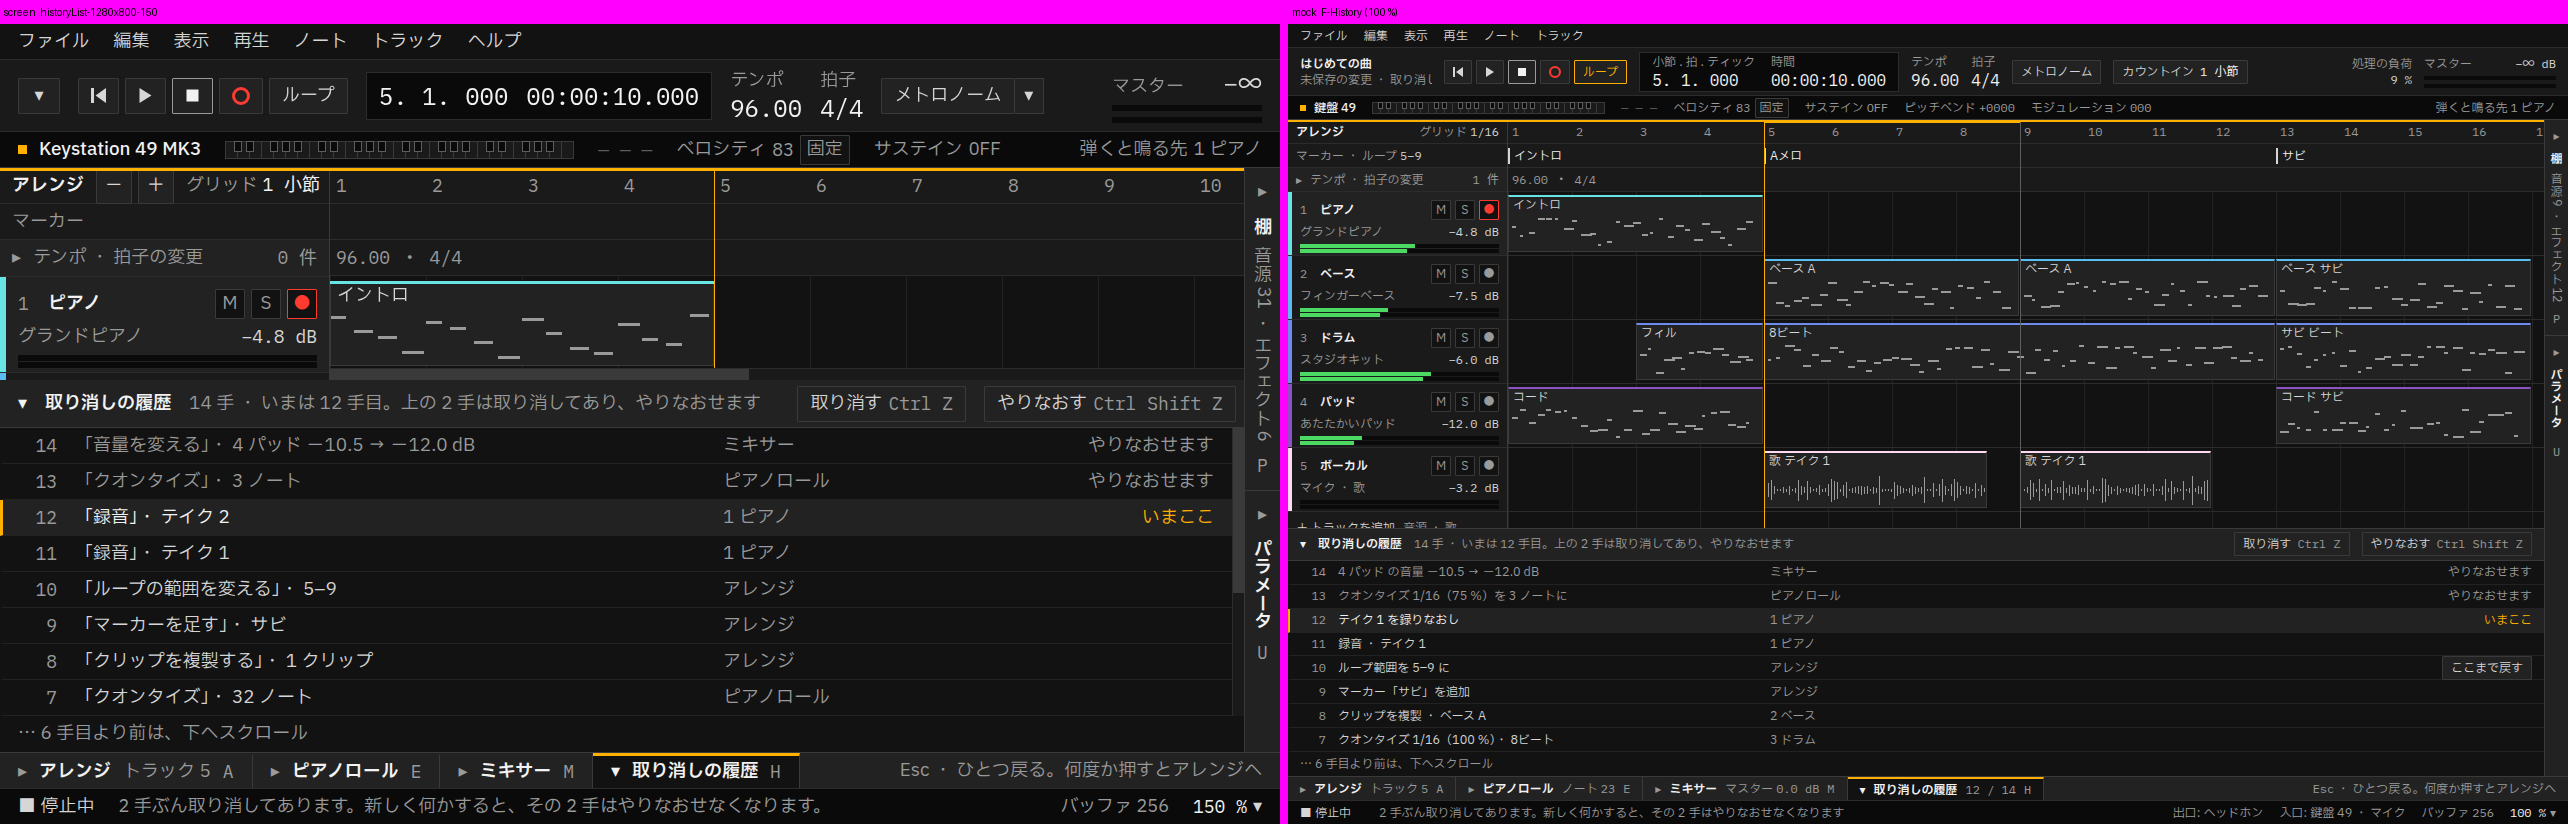 screen historyList-1280x800-150
ファイル 編集 表示 再生 ノート トラック ヘルプ
▼ ループ 5. 1. 000 00:00:10.000 テンポ 96.00 拍子 4/4 メトロノーム ▼ マスター −∞
Keystation 49 MK3 — — — ベロシティ 83 固定 サステイン OFF 弾くと鳴る先 1 ピアノ
アレンジ − + グリッド 1 小節 1 2 3 4 5 6 7 8 9 10
マーカー
▶ テンポ · 拍子の変更 0 件 96.00 · 4/4
1 ピアノ M S イントロ
グランドピアノ −4.8 dB
▼ 取り消しの履歴 14 手 · いまは 12 手目。上の 2 手は取り消してあり、やりなおせます 取り消す Ctrl Z やりなおす Ctrl Shift Z
14 「音量を変える」· 4 パッド −10.5 → −12.0 dB ミキサー やりなおせます
13 「クオンタイズ」· 3 ノート ピアノロール やりなおせます
12 「録音」· テイク 2 1 ピアノ いまここ
11 「録音」· テイク 1 1 ピアノ
10 「ループの範囲を変える」· 5–9 アレンジ
9 「マーカーを足す」· サビ アレンジ
8 「クリップを複製する」· 1 クリップ アレンジ
7 「クオンタイズ」· 32 ノート ピアノロール
… 6 手目より前は、下へスクロール
▶ 棚 音源 31 · エフェクト 6 P
▶ パラメータ U
▶ アレンジ トラック 5 A ▶ ピアノロール E ▶ ミキサー M ▼ 取り消しの履歴 H Esc · ひとつ戻る。何度か押すとアレンジへ
■ 停止中 2 手ぶん取り消してあります。新しく何かすると、その 2 手はやりなおせなくなります。 バッファ 256 150 % ▼
mock F-History (100 %)
ファイル 編集 表示 再生 ノート トラック
はじめての曲 小節 . 拍 . ティック 時間 テンポ 拍子 処理の負荷 マスター −∞ dB
未保存の変更 · 取り消し ループ 5. 1. 000 00:00:10.000 96.00 4/4 メトロノーム カウントイン 1 小節 9 %
鍵盤 49 — — — ベロシティ 83 固定 サステイン OFF ピッチベンド +0000 モジュレーション 000 弾くと鳴る先 1 ピアノ
アレンジ グリッド 1/16 1 2 3 4 5 6 7 8 9 10 11 12 13 14 15 16
マーカー · ループ 5–9 イントロ Aメロ サビ
▶ テンポ · 拍子の変更 1 件 96.00 · 4/4
1 ピアノ M S イントロ
グランドピアノ −4.8 dB
2 ベース M S ベース A ベース A ベース サビ
フィンガーベース −7.5 dB
3 ドラム M S フィル 8ビート サビ ビート
スタジオキット −6.0 dB
4 パッド M S コード コード サビ
あたたかいパッド −12.0 dB
5 ボーカル M S 歌 テイク 1 歌 テイク 1
マイク · 歌 −3.2 dB
+ トラックを追加 音源 · 歌
▼ 取り消しの履歴 14 手 · いまは 12 手目。上の 2 手は取り消してあり、やりなおせます 取り消す Ctrl Z やりなおす Ctrl Shift Z
14 4 パッド の音量 −10.5 → −12.0 dB ミキサー やりなおせます
13 クオンタイズ 1/16（75 %）を 3 ノートに ピアノロール やりなおせます
12 テイク 1 を録りなおし 1 ピアノ いまここ
11 録音 · テイク 1 1 ピアノ
10 ループ範囲を 5–9 に アレンジ ここまで戻す
9 マーカー「サビ」を追加 アレンジ
8 クリップを複製 · ベース A 2 ベース
7 クオンタイズ 1/16（100 %）· 8ビート 3 ドラム
… 6 手目より前は、下へスクロール
▶ 棚 音源 9 · エフェクト 12 P
▶ パラメータ U
▶ アレンジ トラック 5 A ▶ ピアノロール ノート 23 E ▶ ミキサー マスター 0.0 dB M ▼ 取り消しの履歴 12 / 14 H Esc · ひとつ戻る。何度か押すとアレンジへ
■ 停止中 2 手ぶん取り消してあります。新しく何かすると、その 2 手はやりなおせなくなります 出口: ヘッドホン 入口: 鍵盤 49 · マイク バッファ 256 100 % ▼